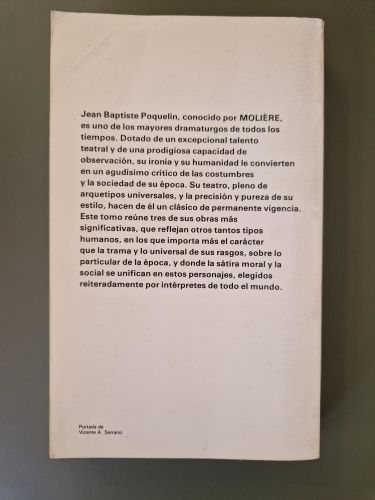 Jean Baptiste Poquelin, conocido por MOLIÈRE,
es uno de los mayores dramaturgos de todos los
tiempos. Dotado de un excepcional talento
teatral y de una prodigiosa capacidad de
observación, su ironía y su humanidad le convierten
en un agudísimo crítico de las costumbres
y la sociedad de su época. Su teatro, pleno de
arquetipos universales, y la precisión y pureza de su
estilo, hacen de él un clásico de permanente vigencia.
Este tomo reúne tres de sus obras más
significativas, que reflejan otros tantos tipos
humanos, en los que importa más el carácter
que la trama y lo universal de sus rasgos, sobre lo
particular de la época, y donde la sátira moral y la
social se unifican en estos personajes, elegidos
reiteradamente por intérpretes de todo el mundo.
Portada de
Vicente A. Serrano